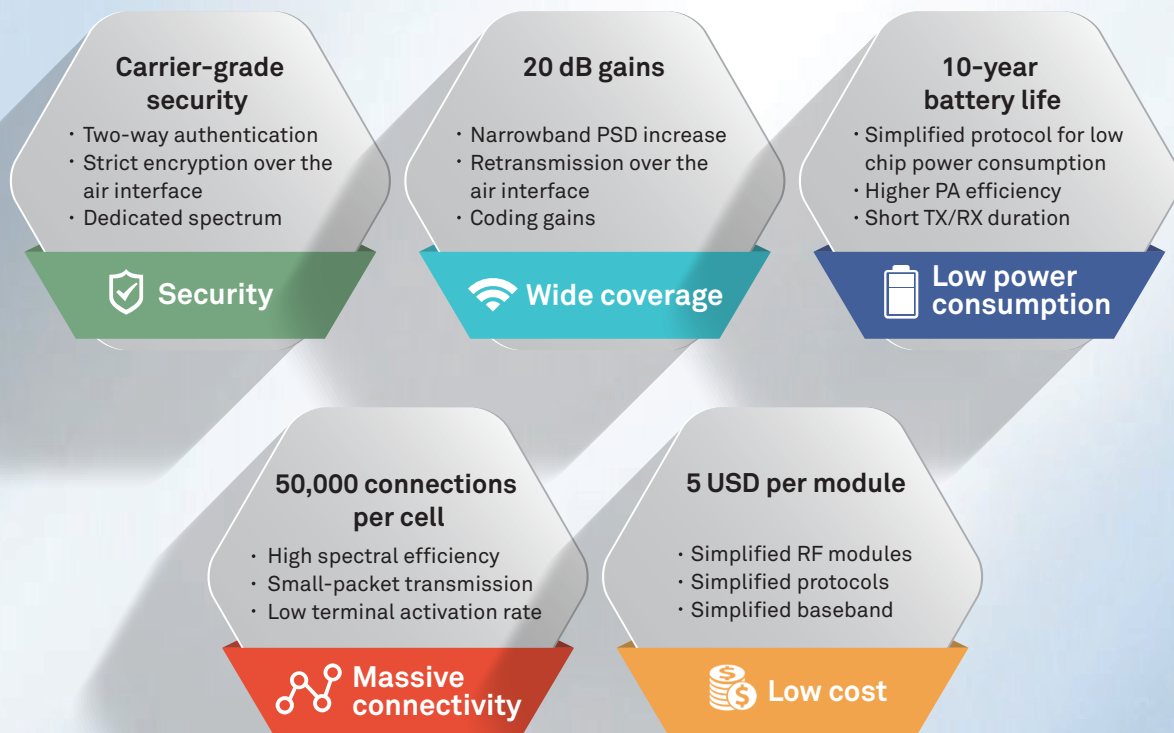 Carrier-grade
security
· Two-way authentication
· Strict encryption over the
air interface
· Dedicated spectrum
Security
20 dB gains
· Narrowband PSD increase
· Retransmission over the
air interface
· Coding gains
Wide coverage
10-year
battery life
· Simplified protocol for low
chip power consumption
· Higher PA efficiency
· Short TX/RX duration
Low power
consumption
50,000 connections
per cell
· High spectral efficiency
· Small-packet transmission
· Low terminal activation rate
Massive
connectivity
5 USD per module
· Simplified RF modules
· Simplified protocols
· Simplified baseband
$
$
Low cost